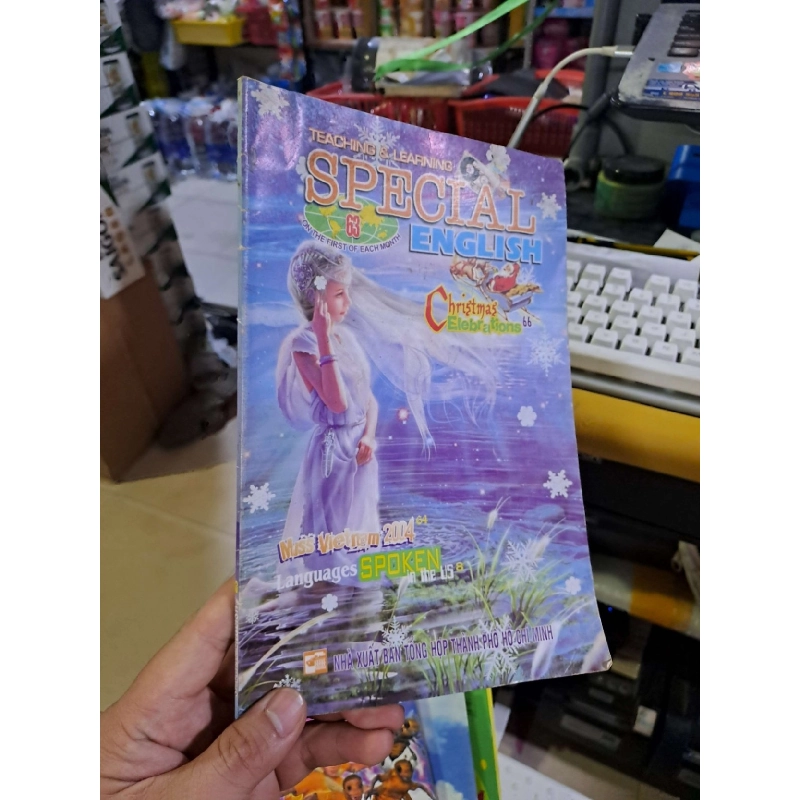 TEACHING & LEARNING
SPECIAL
ENGLISH
63
ON THE FIRST OF EACH MONTH
Christmas
CElebrations 66
Miss Vietnam 2004 64
Languages SPOKEN in the US 8
NHÀ XUẤT BẢN TỔNG HỢP THÀNH PHỐ HỒ CHÍ MINH